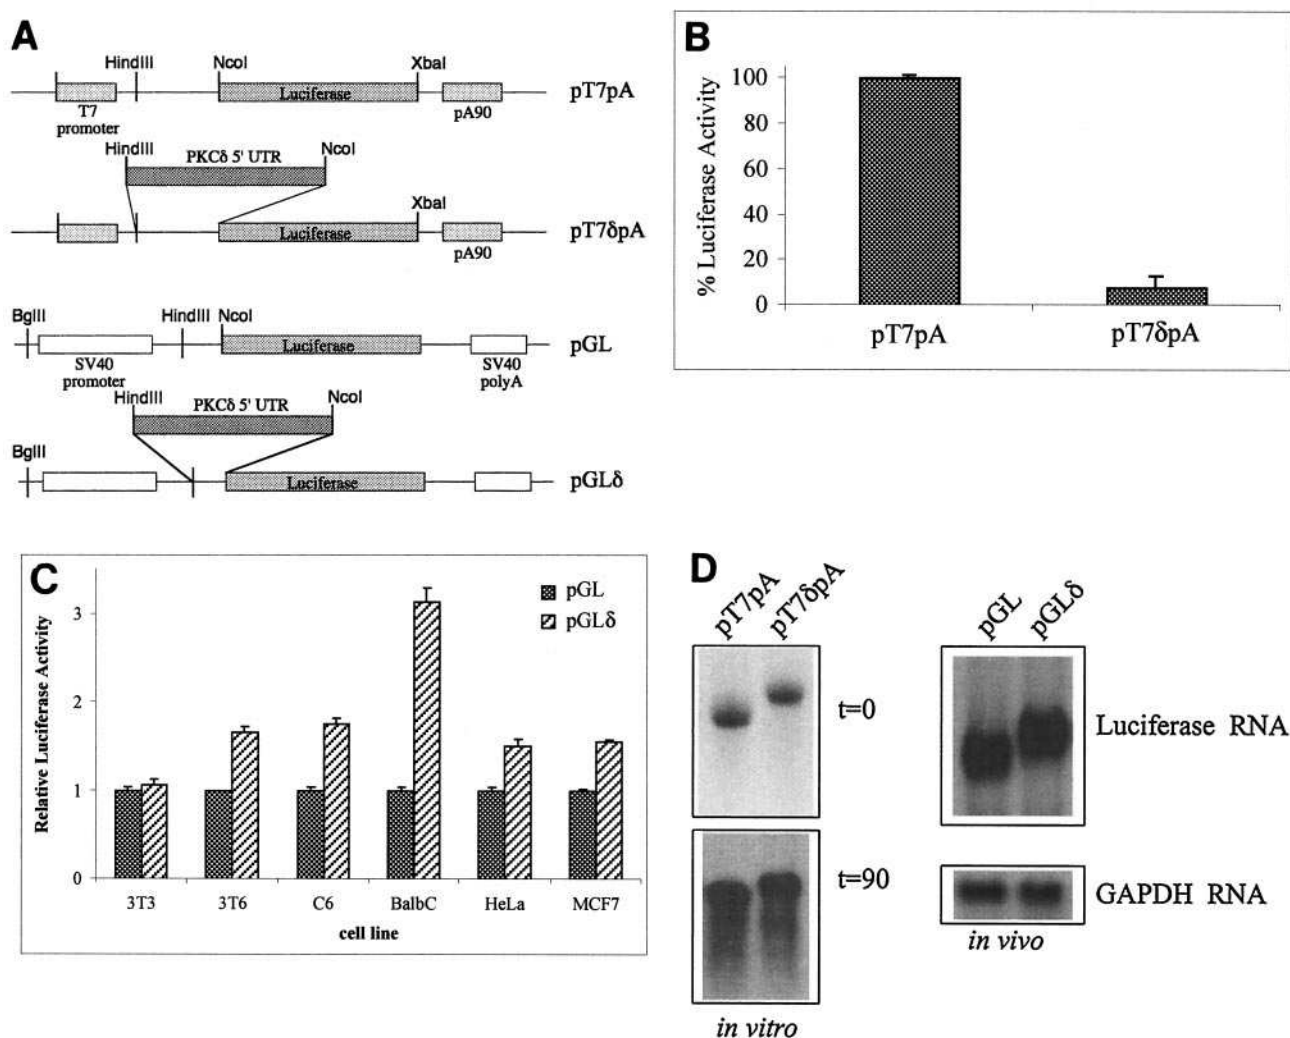 A
HindIII
NcoI
XbaI
Luciferase
pT7pA
T7
promoter
pA90
HindIII
PKCδ 5' UTR
NcoI
XbaI
Luciferase
pT7δpA
pA90
BglII
HindIII
NcoI
Luciferase
pGL
SV40
promoter
SV40
polyA
HindIII
PKCδ 5' UTR
NcoI
BglII
Luciferase
pGLδ
B
% Luciferase Activity
100
80
60
40
20
0
pT7pA
pT7δpA
C
pGL
pGLδ
Relative Luciferase Activity
3
2
1
0
3T3
3T6
C6
BalbC
HeLa
MCF7
cell line
D
pT7pA
pT7δpA
t=0
t=90
in vitro
pGL
pGLδ
Luciferase RNA
GAPDH RNA
in vivo